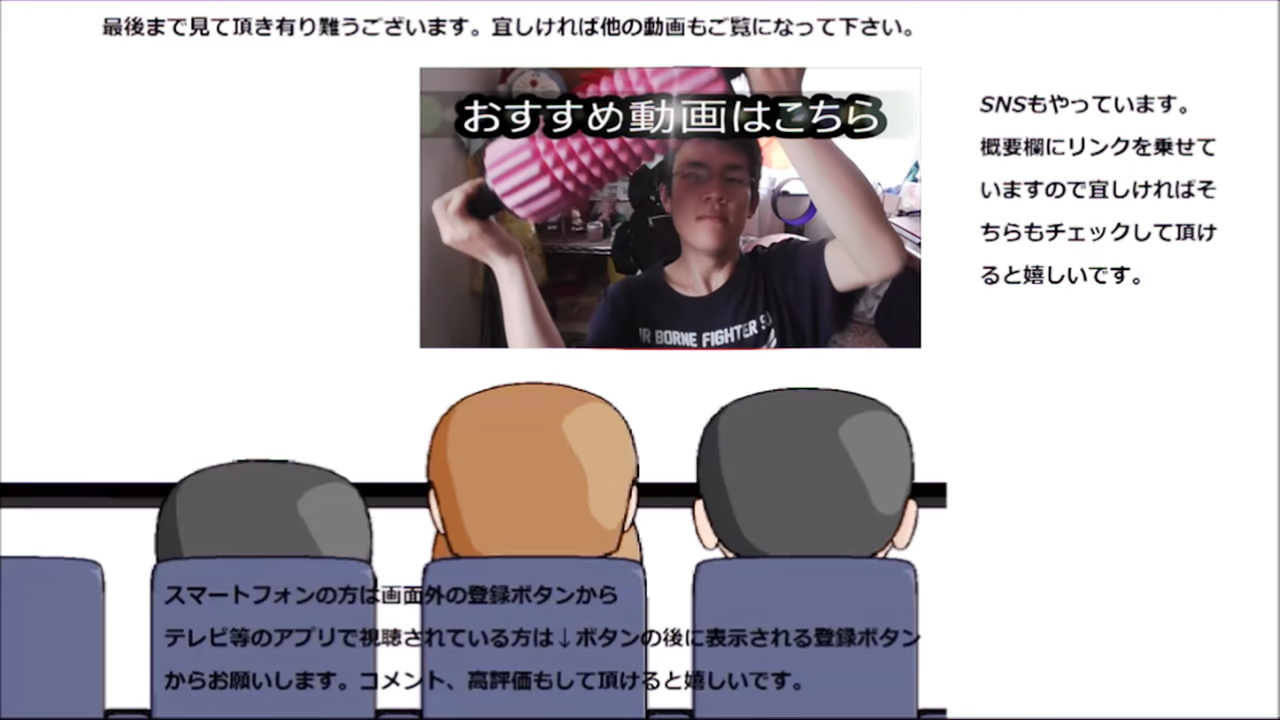 最後まで見て頂き有り難うございます。宜しければ他の動画もご覧になって下さい。
おすすめ動画はこちら
SNSもやっています。
概要欄にリンクを乗せて
いますので宜しければそ
ちらもチェックして頂け
ると嬉しいです。
BORNE FIGHTER
スマートフォンの方は画面外の登録ボタンから
テレビ等のアプリで視聴されている方は↓ボタンの後に表示される登録ボタン
からお願いします。コメント、高評価もして頂けると嬉しいです。